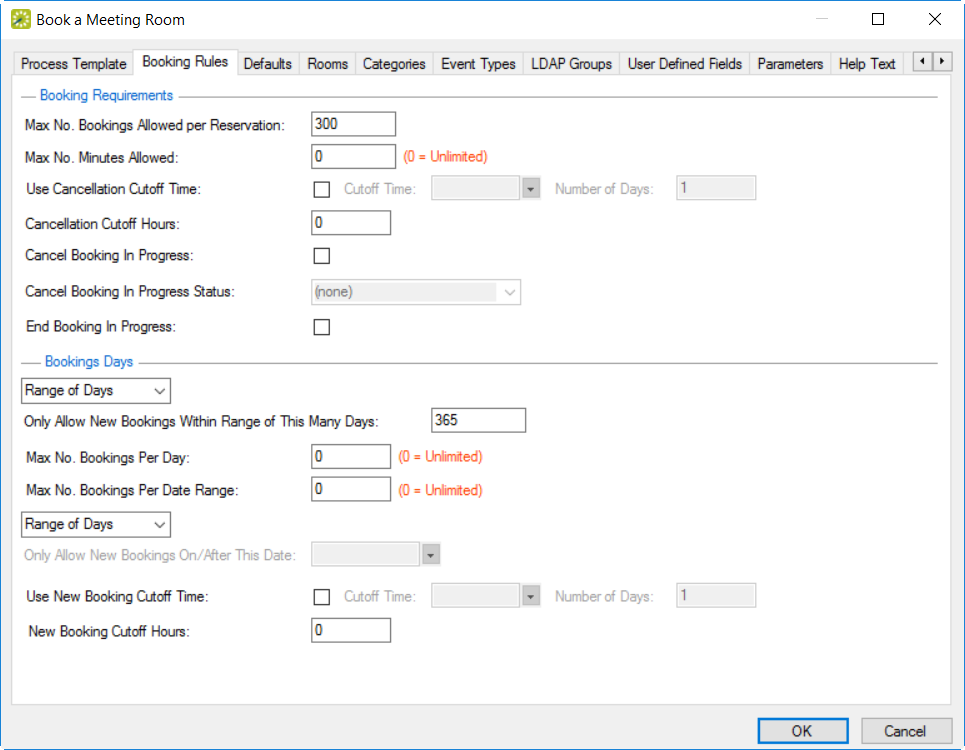 Book a Meeting Room
Process Template Booking Rules Defaults Rooms Categories Event Types LDAP Groups User Defined Fields Parameters Help Text
Booking Requirements
Max No. Bookings Allowed per Reservation: 300
Max No. Minutes Allowed: 0 (0 = Unlimited)
Use Cancellation Cutoff Time: Cutoff Time: Number of Days: 1
Cancellation Cutoff Hours: 0
Cancel Booking In Progress:
Cancel Booking In Progress Status: (none)
End Booking In Progress:
Bookings Days
Range of Days
Only Allow New Bookings Within Range of This Many Days: 365
Max No. Bookings Per Day: 0 (0 = Unlimited)
Max No. Bookings Per Date Range: 0 (0 = Unlimited)
Range of Days
Only Allow New Bookings On/After This Date:
Use New Booking Cutoff Time: Cutoff Time: Number of Days: 1
New Booking Cutoff Hours: 0
OK Cancel